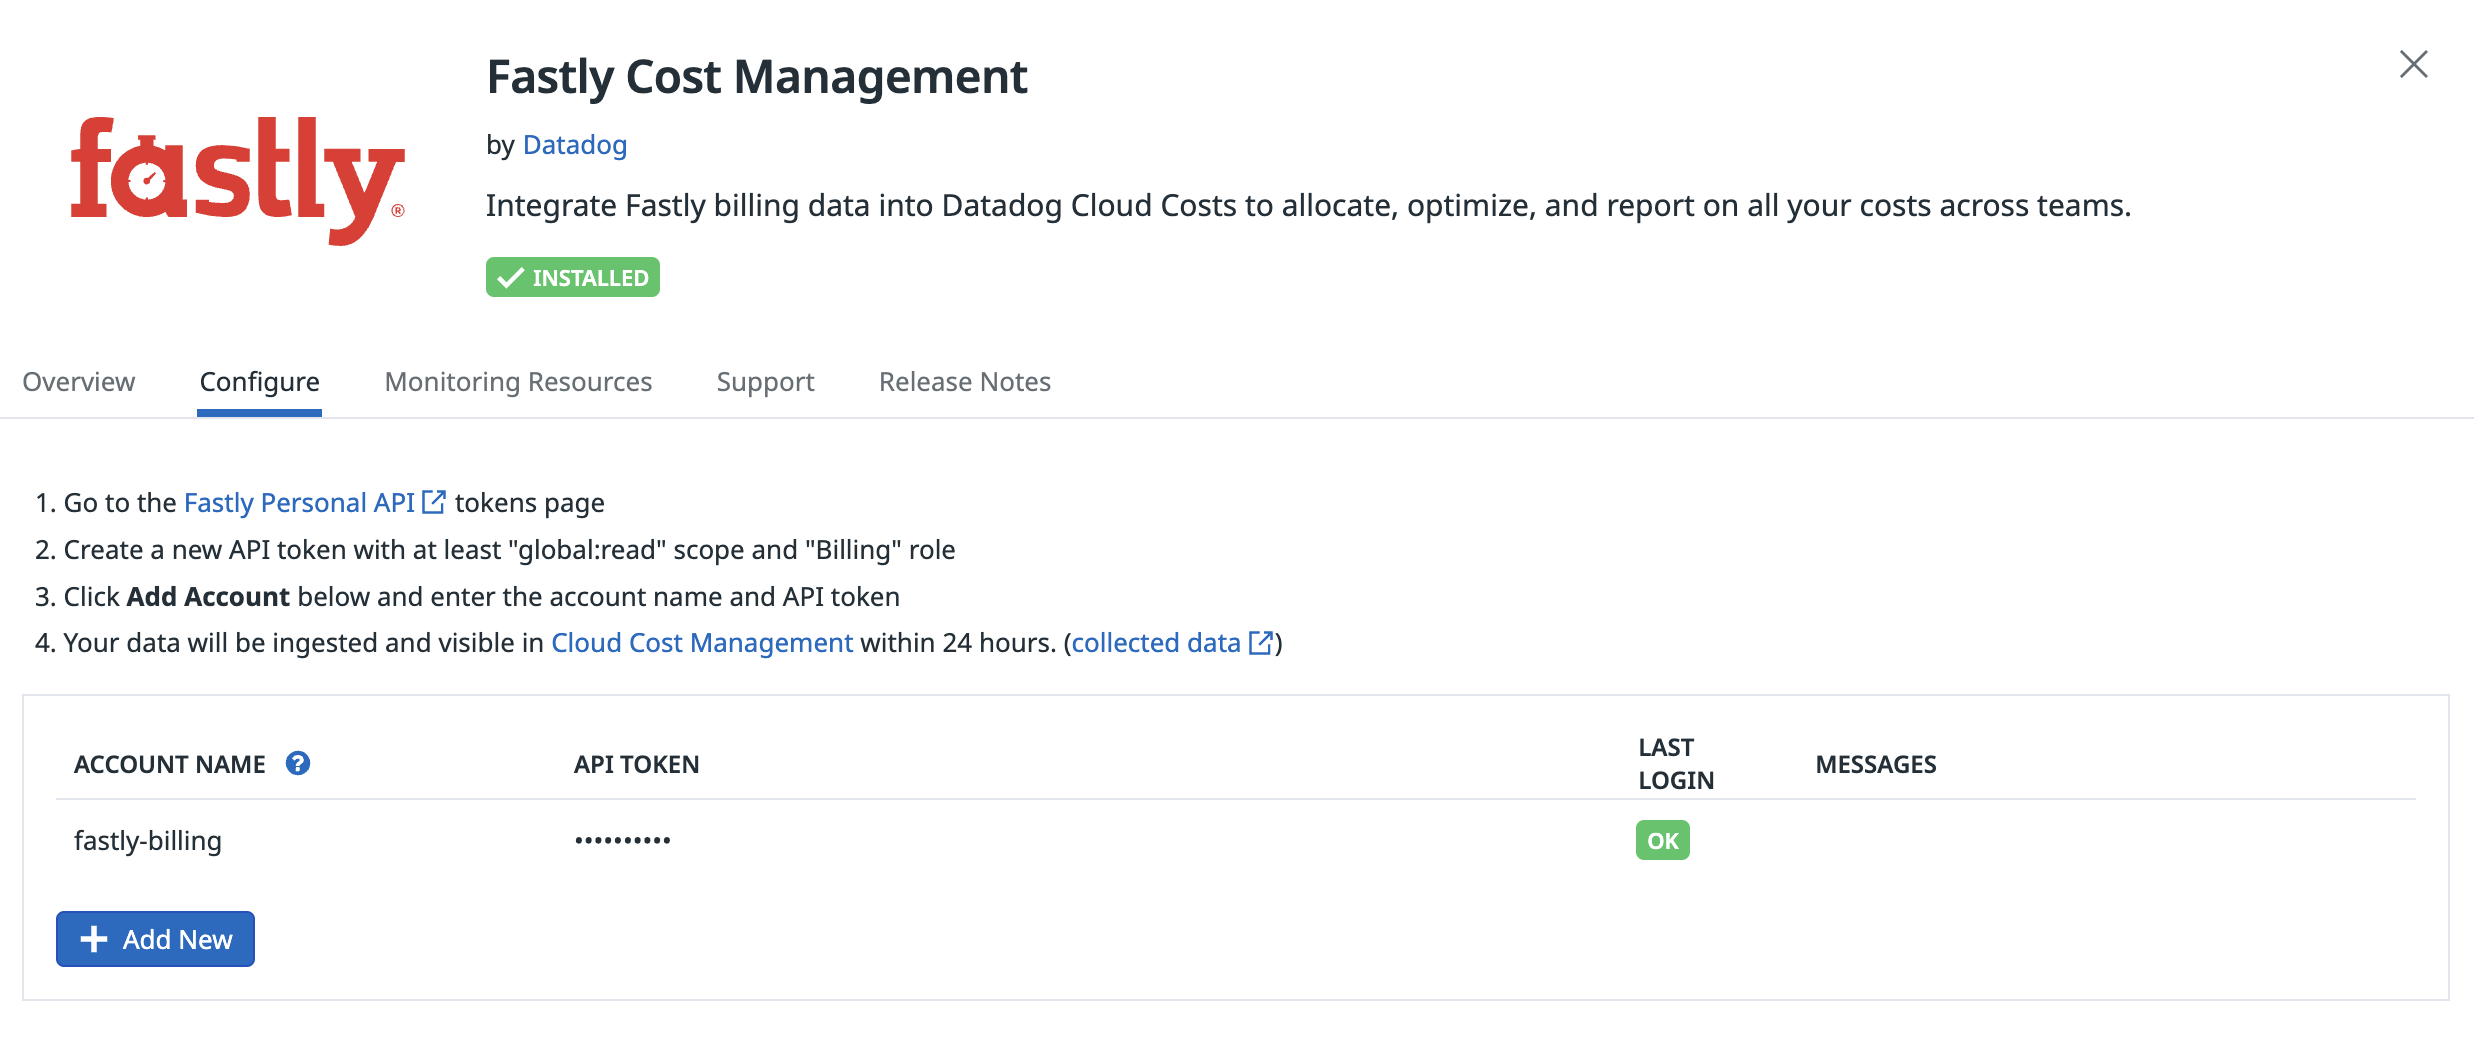 fastly®
Fastly Cost Management
by Datadog
Integrate Fastly billing data into Datadog Cloud Costs to allocate, optimize, and report on all your costs across teams.
INSTALLED
Overview Configure Monitoring Resources Support Release Notes
1. Go to the Fastly Personal API tokens page
2. Create a new API token with at least "global:read" scope and "Billing" role
3. Click Add Account below and enter the account name and API token
4. Your data will be ingested and visible in Cloud Cost Management within 24 hours. (collected data)
ACCOUNT NAME ? API TOKEN LAST LOGIN MESSAGES
fastly-billing •••••••••• OK
+ Add New